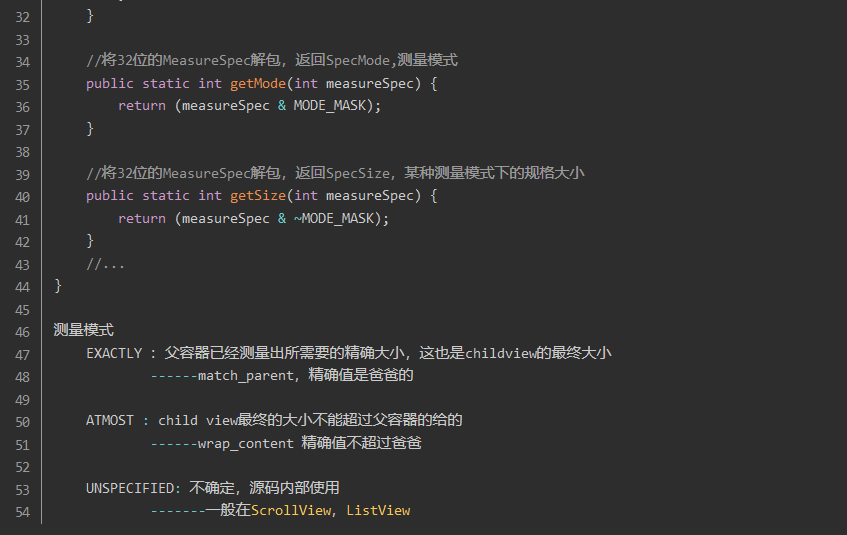 32 }
33
34 //将32位的MeasureSpec解包，返回SpecMode,测量模式
35 public static int getMode(int measureSpec) {
36 return (measureSpec & MODE_MASK);
37 }
38
39 //将32位的MeasureSpec解包，返回SpecSize，某种测量模式下的规格大小
40 public static int getSize(int measureSpec) {
41 return (measureSpec & ~MODE_MASK);
42 }
43 //...
44 }
45
46 测量模式
47 EXACTLY : 父容器已经测量出所需要的精确大小，这也是childview的最终大小
48 ------match_parent，精确值是爸爸的
49
50 ATMOST : child view最终的大小不能超过父容器的给的
51 ------wrap_content 精确值不超过爸爸
52
53 UNSPECIFIED: 不确定，源码内部使用
54 -------一般在ScrollView，ListView